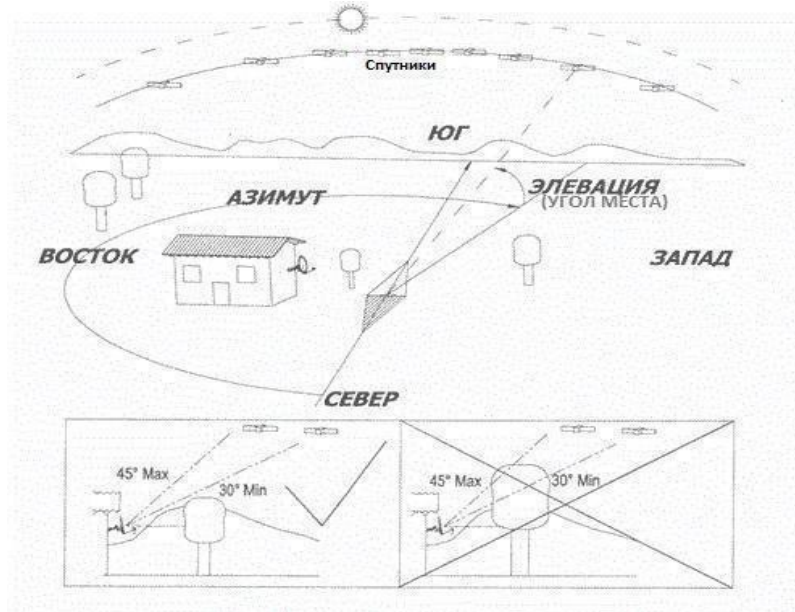 Спутники
ЮГ
ЭЛЕВАЦИЯ
(УГОЛ МЕСТА)
АЗИМУТ
ВОСТОК
ЗАПАД
СЕВЕР
45° Max
30° Min
45° Max
30° Min